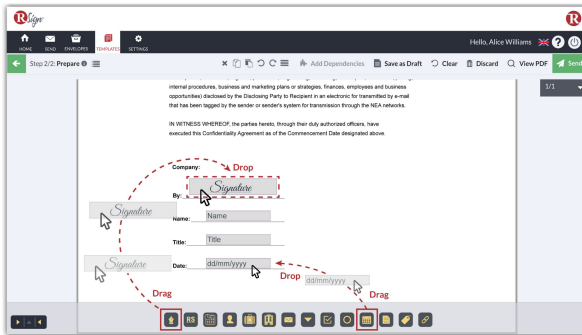 RSign
R
HOME SEND ENVELOPES TEMPLATES SETTINGS
Hello, Alice Williams
Step 2/2: Prepare
Add Dependencies Save as Draft Clear Discard View PDF Send
1/1
internal procedures, business and marketing plans or strategies, finances, employees and business
opportunities) disclosed by the Disclosing Party to Recipient in an electronic for transmitted by e-mail
that has been tagged by the sender or sender's system for transmission through the NEA networks.
IN WITNESS WHEREOF, the parties hereto, through their duly authorized officers, have
executed this Confidentiality Agreement as of the Commencement Date designated above.
Company:
Drop
By: Signature
Signature
Name: Name
Title: Title
Signature
Date: dd/mm/yyyy
Drop
dd/mm/yyyy
Drag
Drag
RS